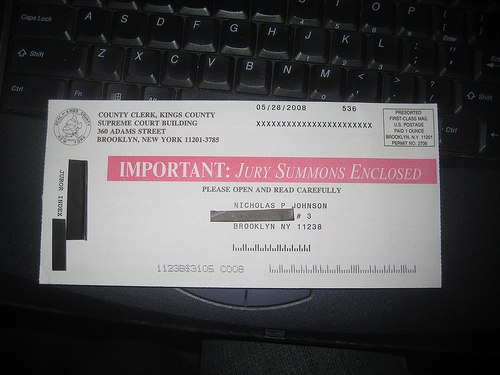 Caps Lock A S D F G H J K L
Shift Z X C V B N M
Ctrl Fn
Enter
Shift
Ctrl
COUNTY CLERK, KINGS COUNTY
SUPREME COURT BUILDING
360 ADAMS STREET
BROOKLYN, NEW YORK 11201-3785
05/28/2008 536
XXXXXXXXXXXXXXXXXXXXXXXX
PRESORTED
FIRST-CLASS MAIL
U.S. POSTAGE
PAID 1 OUNCE
BROOKLYN, N.Y. 11201
PERMIT NO. 2706
IMPORTANT: JURY SUMMONS ENCLOSED
PLEASE OPEN AND READ CAREFULLY
JUROR INDEX
NICHOLAS P JOHNSON
# 3
BROOKLYN NY 11238